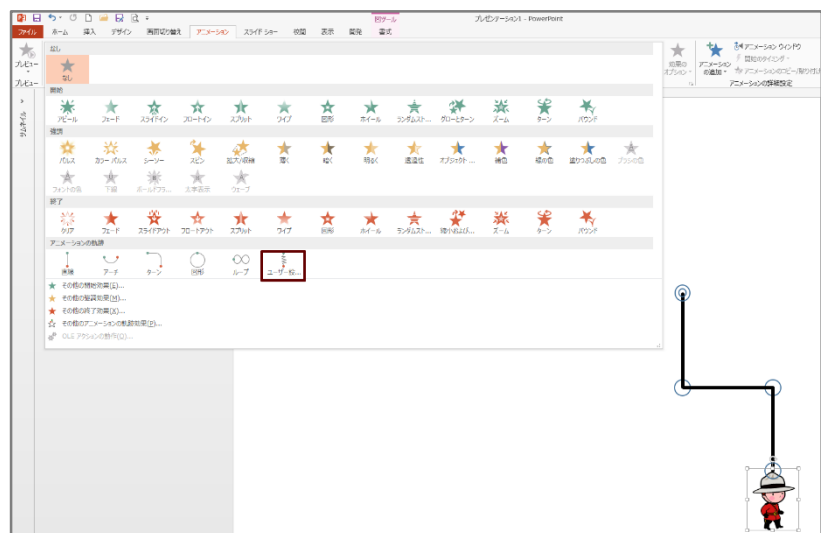 図ツール
プレゼンテーション1 - PowerPoint
ファイル ホーム 挿入 デザイン 画面切り替え アニメーション スライド ショー 校閲 表示 開発 書式
プレビュー
プレビュー
サムネイル
なし
なし
開始
アピール フェード スライドイン フロートイン スプリット ワイプ 図形 ホイール ランダムスト... グローとターン ズーム ターン バウンド
強調
パルス カラー パルス シーソー スピン 拡大/収縮 薄く 暗く 明るく 透過性 オブジェクト ... 補色 線の色 塗りつぶしの色 ブラシの色
フォントの色 下線 ボールドフラ... 太字表示 ウェーブ
終了
クリア フェード スライドアウト フロートアウト スプリット ワイプ 図形 ホイール ランダムスト... 縮小および... ズーム ターン バウンド
アニメーションの軌跡
直線 アーチ ターン 図形 ループ ユーザー設...
その他の開始効果(E)...
その他の強調効果(M)...
その他の終了効果(X)...
その他のアニメーションの軌跡効果(P)...
OLE アクションの動作(O)...
効果のオプション
アニメーションの追加
アニメーション ウィンドウ
開始のタイミング
アニメーションのコピー/貼り付け
アニメーションの詳細設定